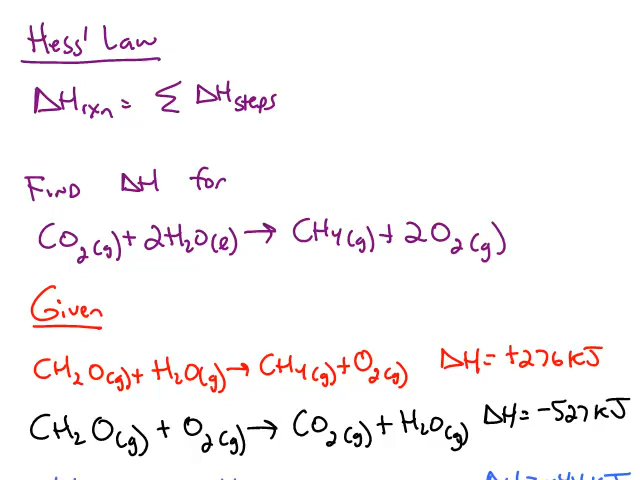 Hess' Law
ΔHrxn = Σ ΔHsteps
FIND ΔH for
CO₂(g) + 2H₂O(ℓ) → CH₄(g) + 2O₂(g)
Given
CH₂O(g) + H₂O(g) → CH₄(g) + O₂(g) ΔH = +276 KJ
CH₂O(g) + O₂(g) → CO₂(g) + H₂O(g) ΔH = -527 KJ